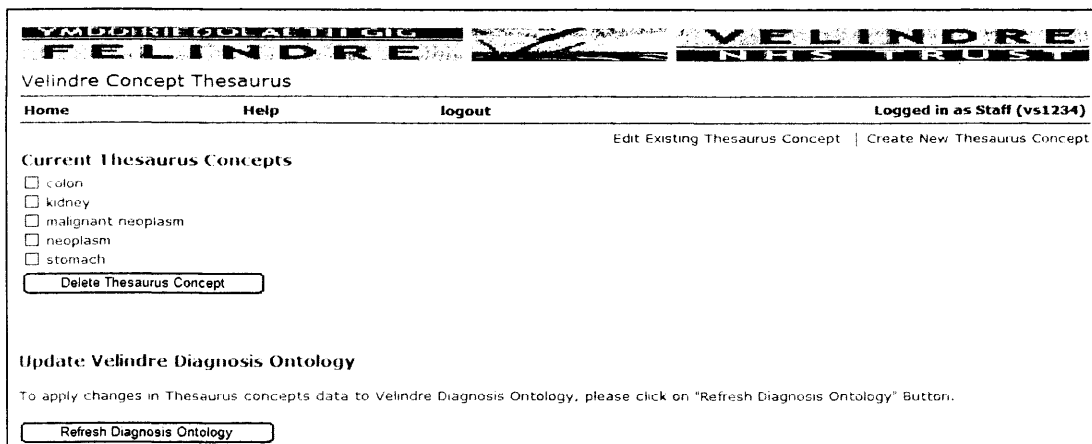 YMDDIRIEDOLAETH GIG
FELINDRE
VELINDRE
NHS TRUST
Velindre Concept Thesaurus
Home Help logout Logged in as Staff (vs1234)
Edit Existing Thesaurus Concept | Create New Thesaurus Concept
Current Thesaurus Concepts
colon
kidney
malignant neoplasm
neoplasm
stomach
Delete Thesaurus Concept
Update Velindre Diagnosis Ontology
To apply changes in Thesaurus concepts data to Velindre Diagnosis Ontology, please click on "Refresh Diagnosis Ontology" Button.
Refresh Diagnosis Ontology